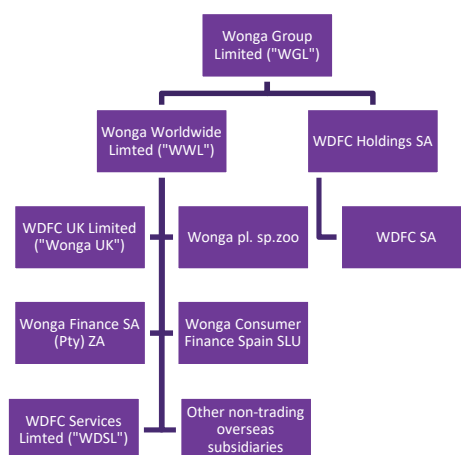 Wonga Group
Limited ("WGL")
Wonga Worldwide
Limted ("WWL")
WDFC Holdings SA
WDFC UK Limited
("Wonga UK")
Wonga pl. sp.zoo
WDFC SA
Wonga Finance SA
(Pty) ZA
Wonga Consumer
Finance Spain SLU
WDFC Services
Limted ("WDSL")
Other non-trading
overseas
subsidiaries